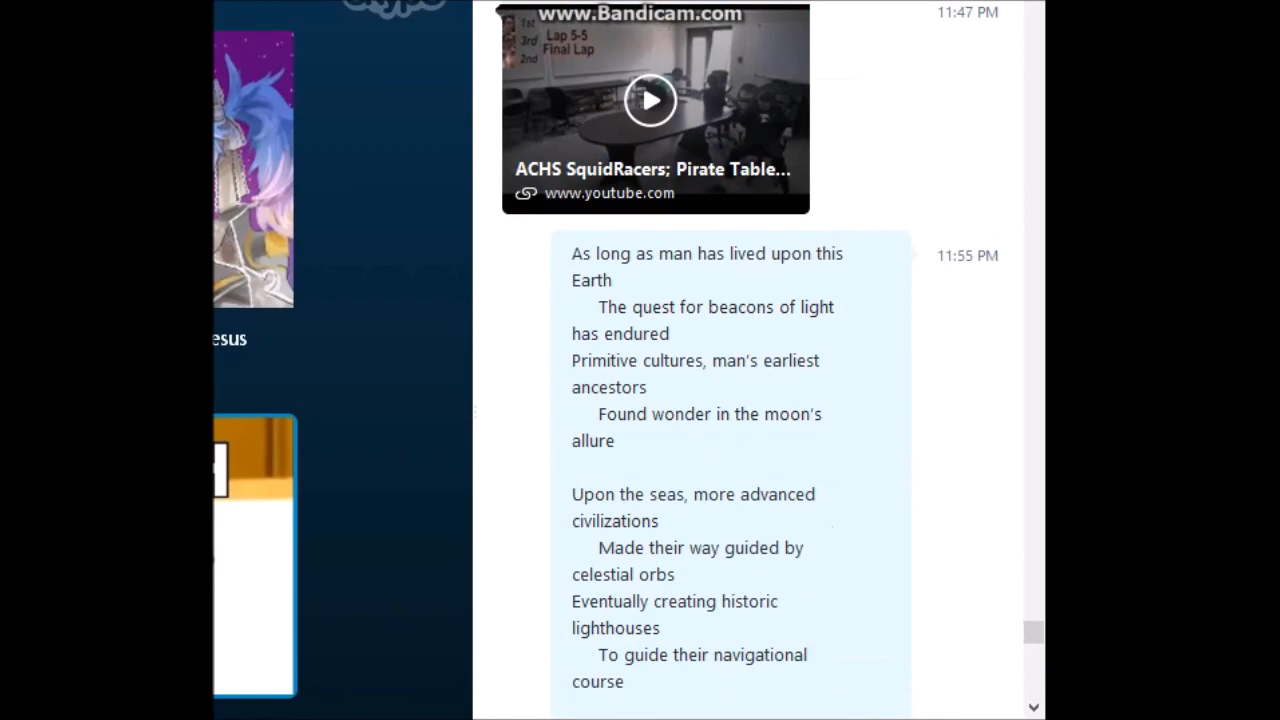 www.Bandicam.com
11:47 PM
1st
3rd
2nd
Lap 5-5
Final Lap
ACHS SquidRacers; Pirate Table...
www.youtube.com
11:55 PM
As long as man has lived upon this
Earth
The quest for beacons of light
has endured
Primitive cultures, man's earliest
ancestors
Found wonder in the moon's
allure
Upon the seas, more advanced
civilizations
Made their way guided by
celestial orbs
Eventually creating historic
lighthouses
To guide their navigational
course
esus